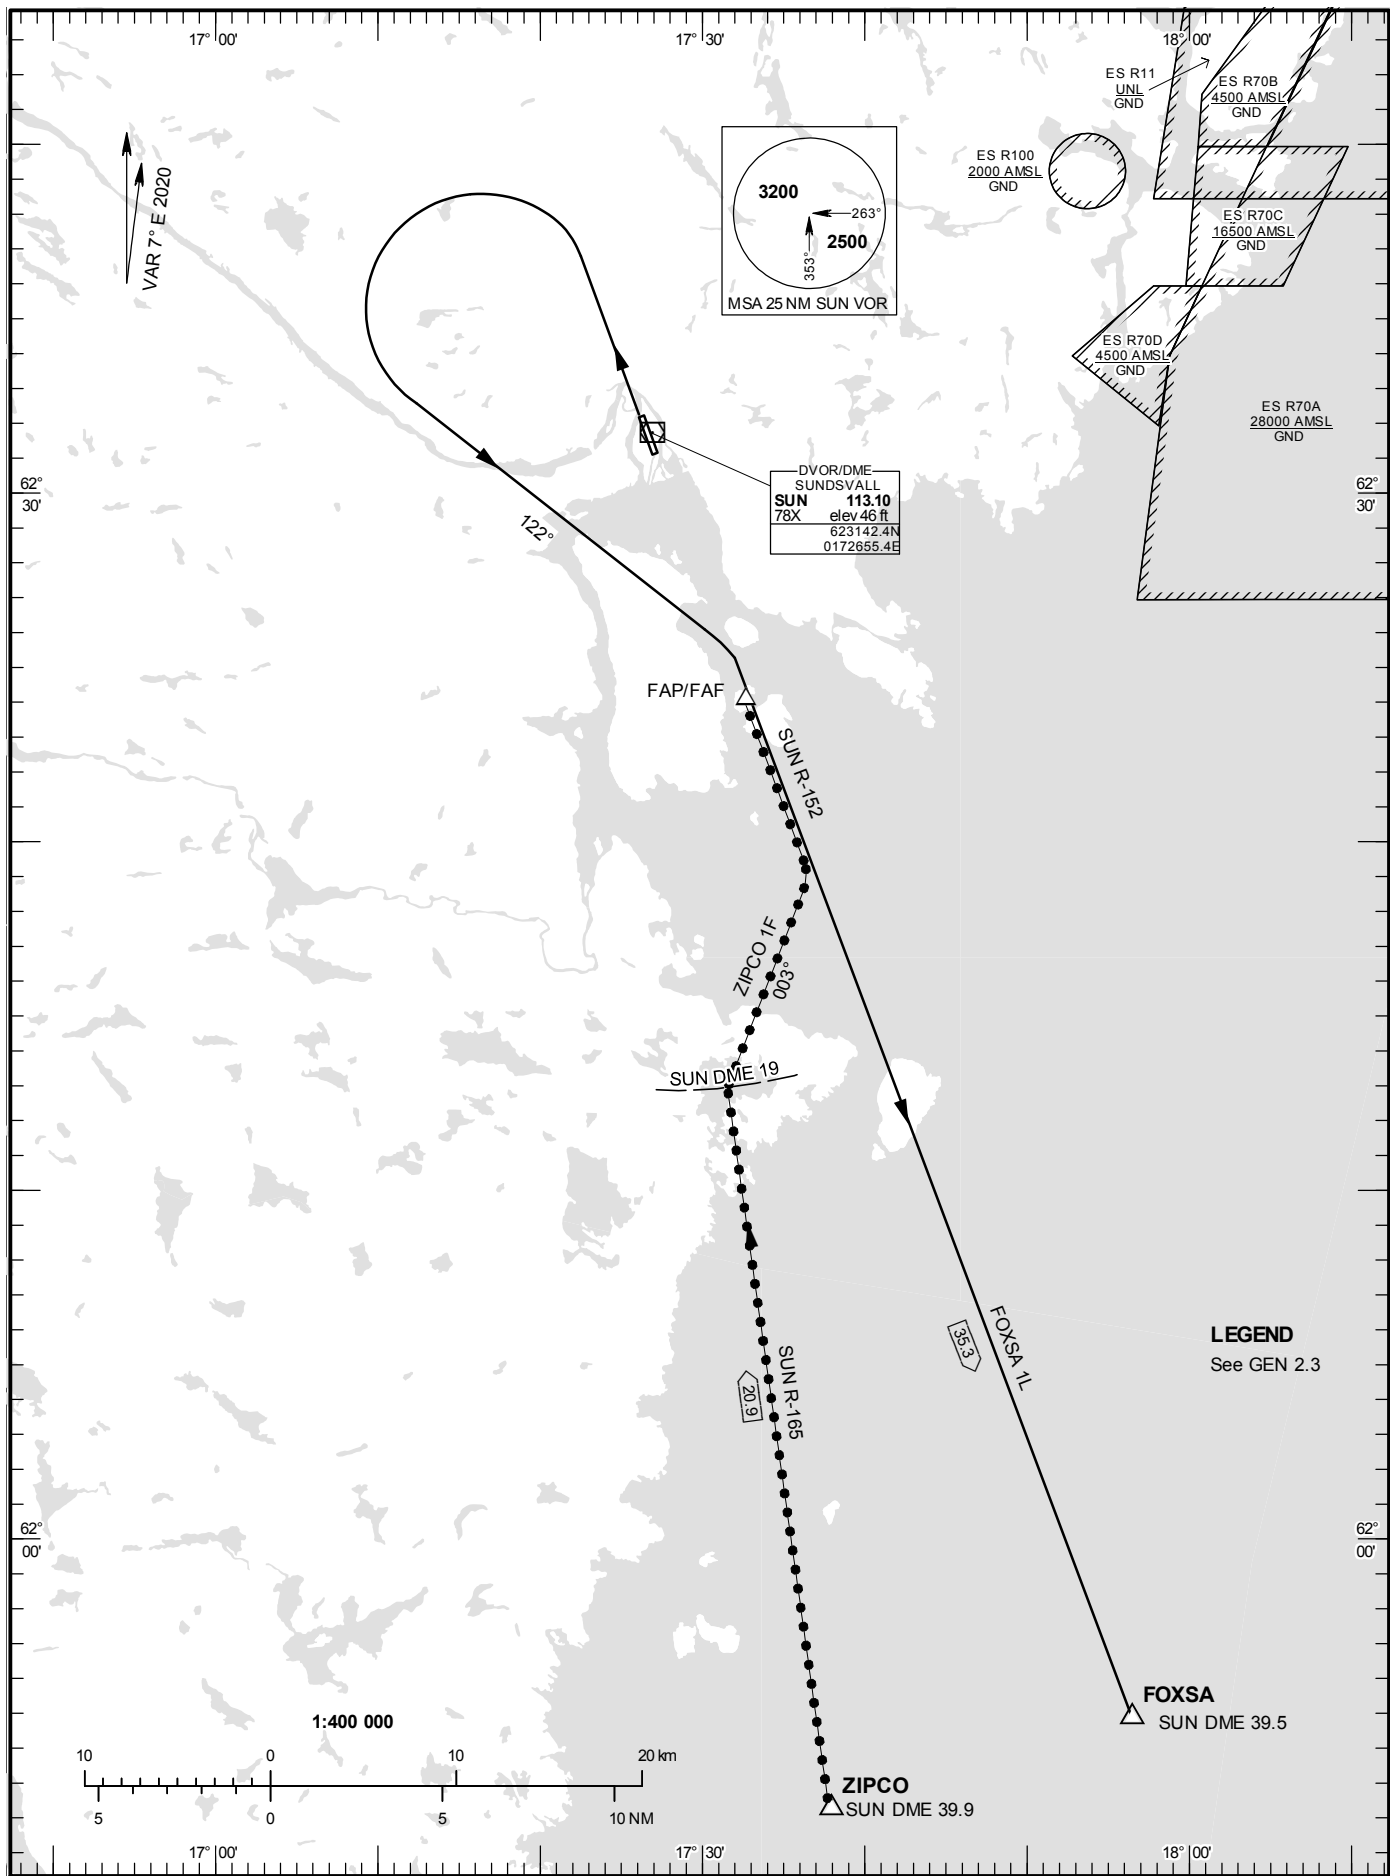 17° 00'
17° 30'
18° 00'
ES R11
UNL
GND
ES R70B
4500 AMSL
GND
VAR 7° E 2020
3200
263°
2500
353°
MSA 25 NM SUN VOR
ES R100
2000 AMSL
GND
ES R70C
16500 AMSL
GND
ES R70D
4500 AMSL
GND
ES R70A
28000 AMSL
GND
DVOR/DME
SUNDSVALL
SUN 113.10
78X elev 46 ft
623142.4N
0172655.4E
62°
30'
62°
30'
122°
FAP/FAF
SUN R-152
ZIPCO 1F
003°
SUN DME 19
FOXSA 1L
35.3
LEGEND
See GEN 2.3
SUN R-165
20.9
62°
00'
62°
00'
FOXSA
SUN DME 39.5
1:400 000
10 0 10 20 km
5 0 5 10 NM
ZIPCO
SUN DME 39.9
17° 00'
17° 30'
18° 00'